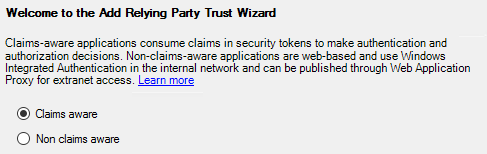 Welcome to the Add Relying Party Trust Wizard
Claims-aware applications consume claims in security tokens to make authentication and
authorization decisions. Non-claims-aware applications are web-based and use Windows
Integrated Authentication in the internal network and can be published through Web Application
Proxy for extranet access. Learn more
Claims aware
Non claims aware